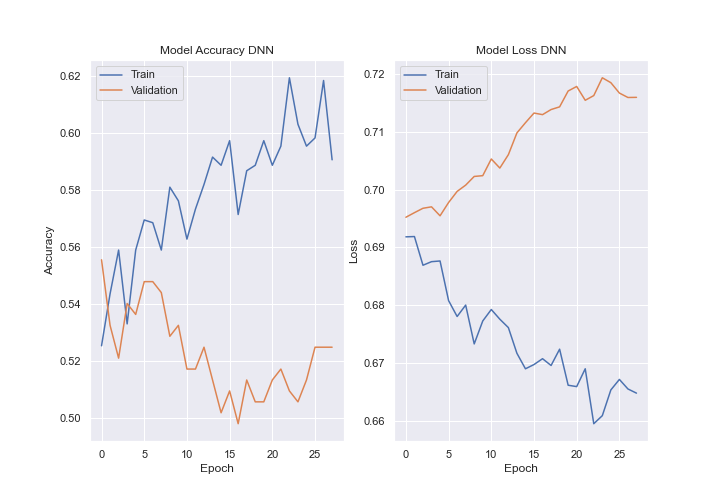 Model Accuracy DNN
Train
Validation
0.62
0.60
0.58
0.56
0.54
0.52
0.50
Accuracy
0 5 10 15 20 25
Epoch
Model Loss DNN
Train
Validation
0.72
0.71
0.70
0.69
0.68
0.67
0.66
Loss
0 5 10 15 20 25
Epoch